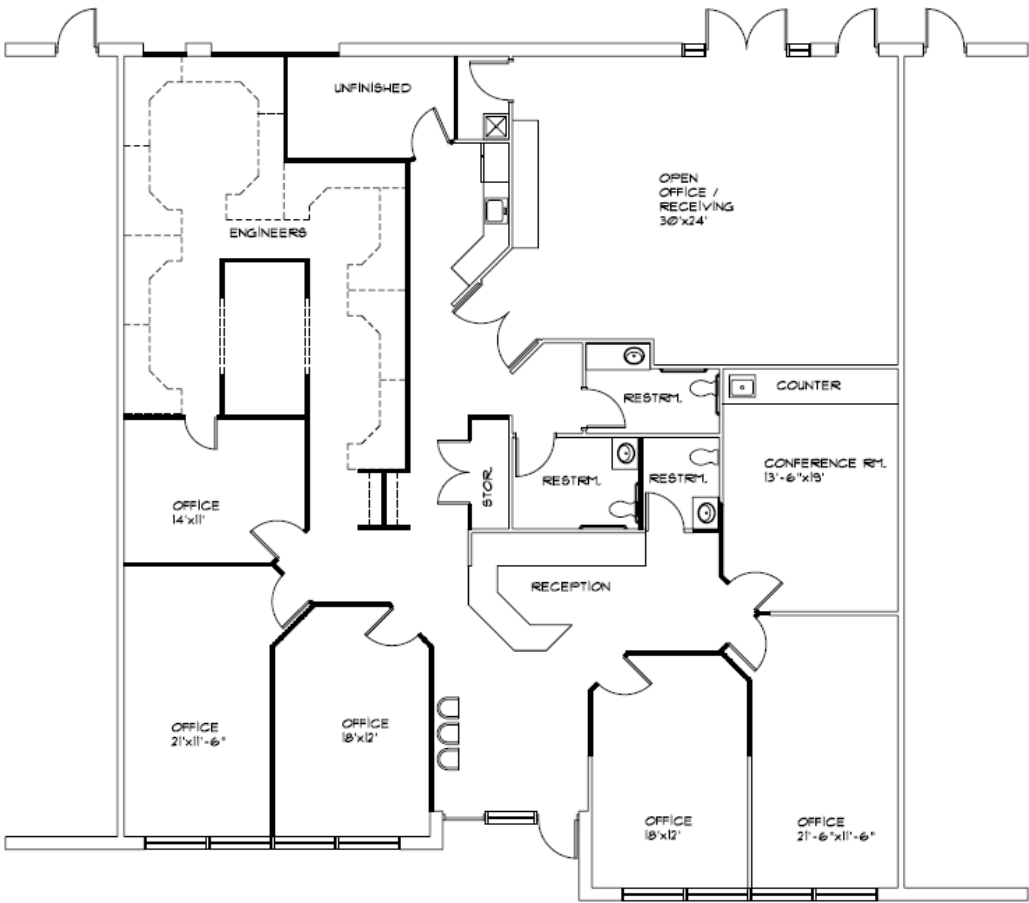 UNFINISHED
OPEN
OFFICE /
RECEIVING
30'x24'
ENGINEERS
COUNTER
RESTRM.
CONFERENCE RM.
13'-6"x19'
RESTRM.
RESTRM.
STOR.
OFFICE
14'x11'
RECEPTION
OFFICE
21'x11'-6"
OFFICE
18'x12'
OFFICE
18'x12'
OFFICE
21'-6"x11'-6"